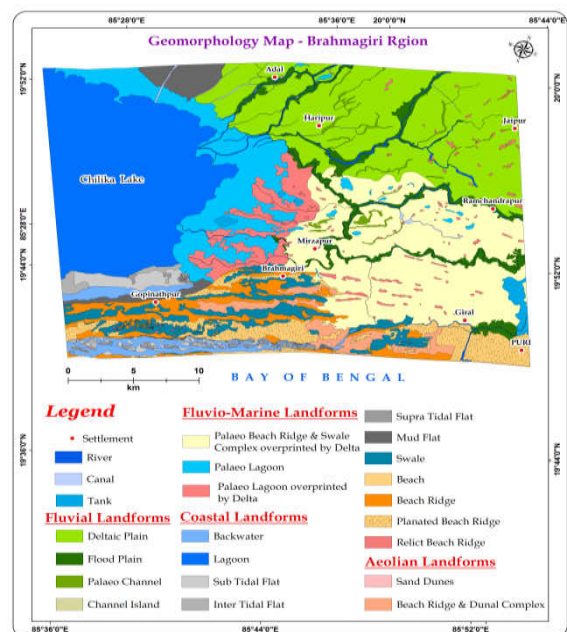 85°28'0"E 85°36'0"E 20°0'0"E 85°44'0"E
Geomorphology Map - Brahmagiri Rgion
19°52'0"E
20°0'0"E
Adal
Haripur
Jaipur
Chilika Lake
Ramchandrapur
Mirzapur
19°44'0"E
85°28'0"E
19°52'0"E
Brahmagiri
Gopinathpur
Giral
PURI
0 5 10
km
BAY OF BENGAL
Legend
Settlement
River
Canal
Tank
Fluvial Landforms
Deltaic Plain
Flood Plain
Palaeo Channel
Channel Island
Fluvio-Marine Landforms
Palaeo Beach Ridge & Swale
Complex overprinted by Delta
Palaeo Lagoon
Palaeo Lagoon overprinted
by Delta
Coastal Landforms
Backwater
Lagoon
Sub Tidal Flat
Inter Tidal Flat
Supra Tidal Flat
Mud Flat
Swale
Beach
Beach Ridge
Planated Beach Ridge
Relict Beach Ridge
Aeolian Landforms
Sand Dunes
Beach Ridge & Dunal Complex
19°36'0"E
19°44'0"E
85°36'0"E 85°44'0"E 85°52'0"E